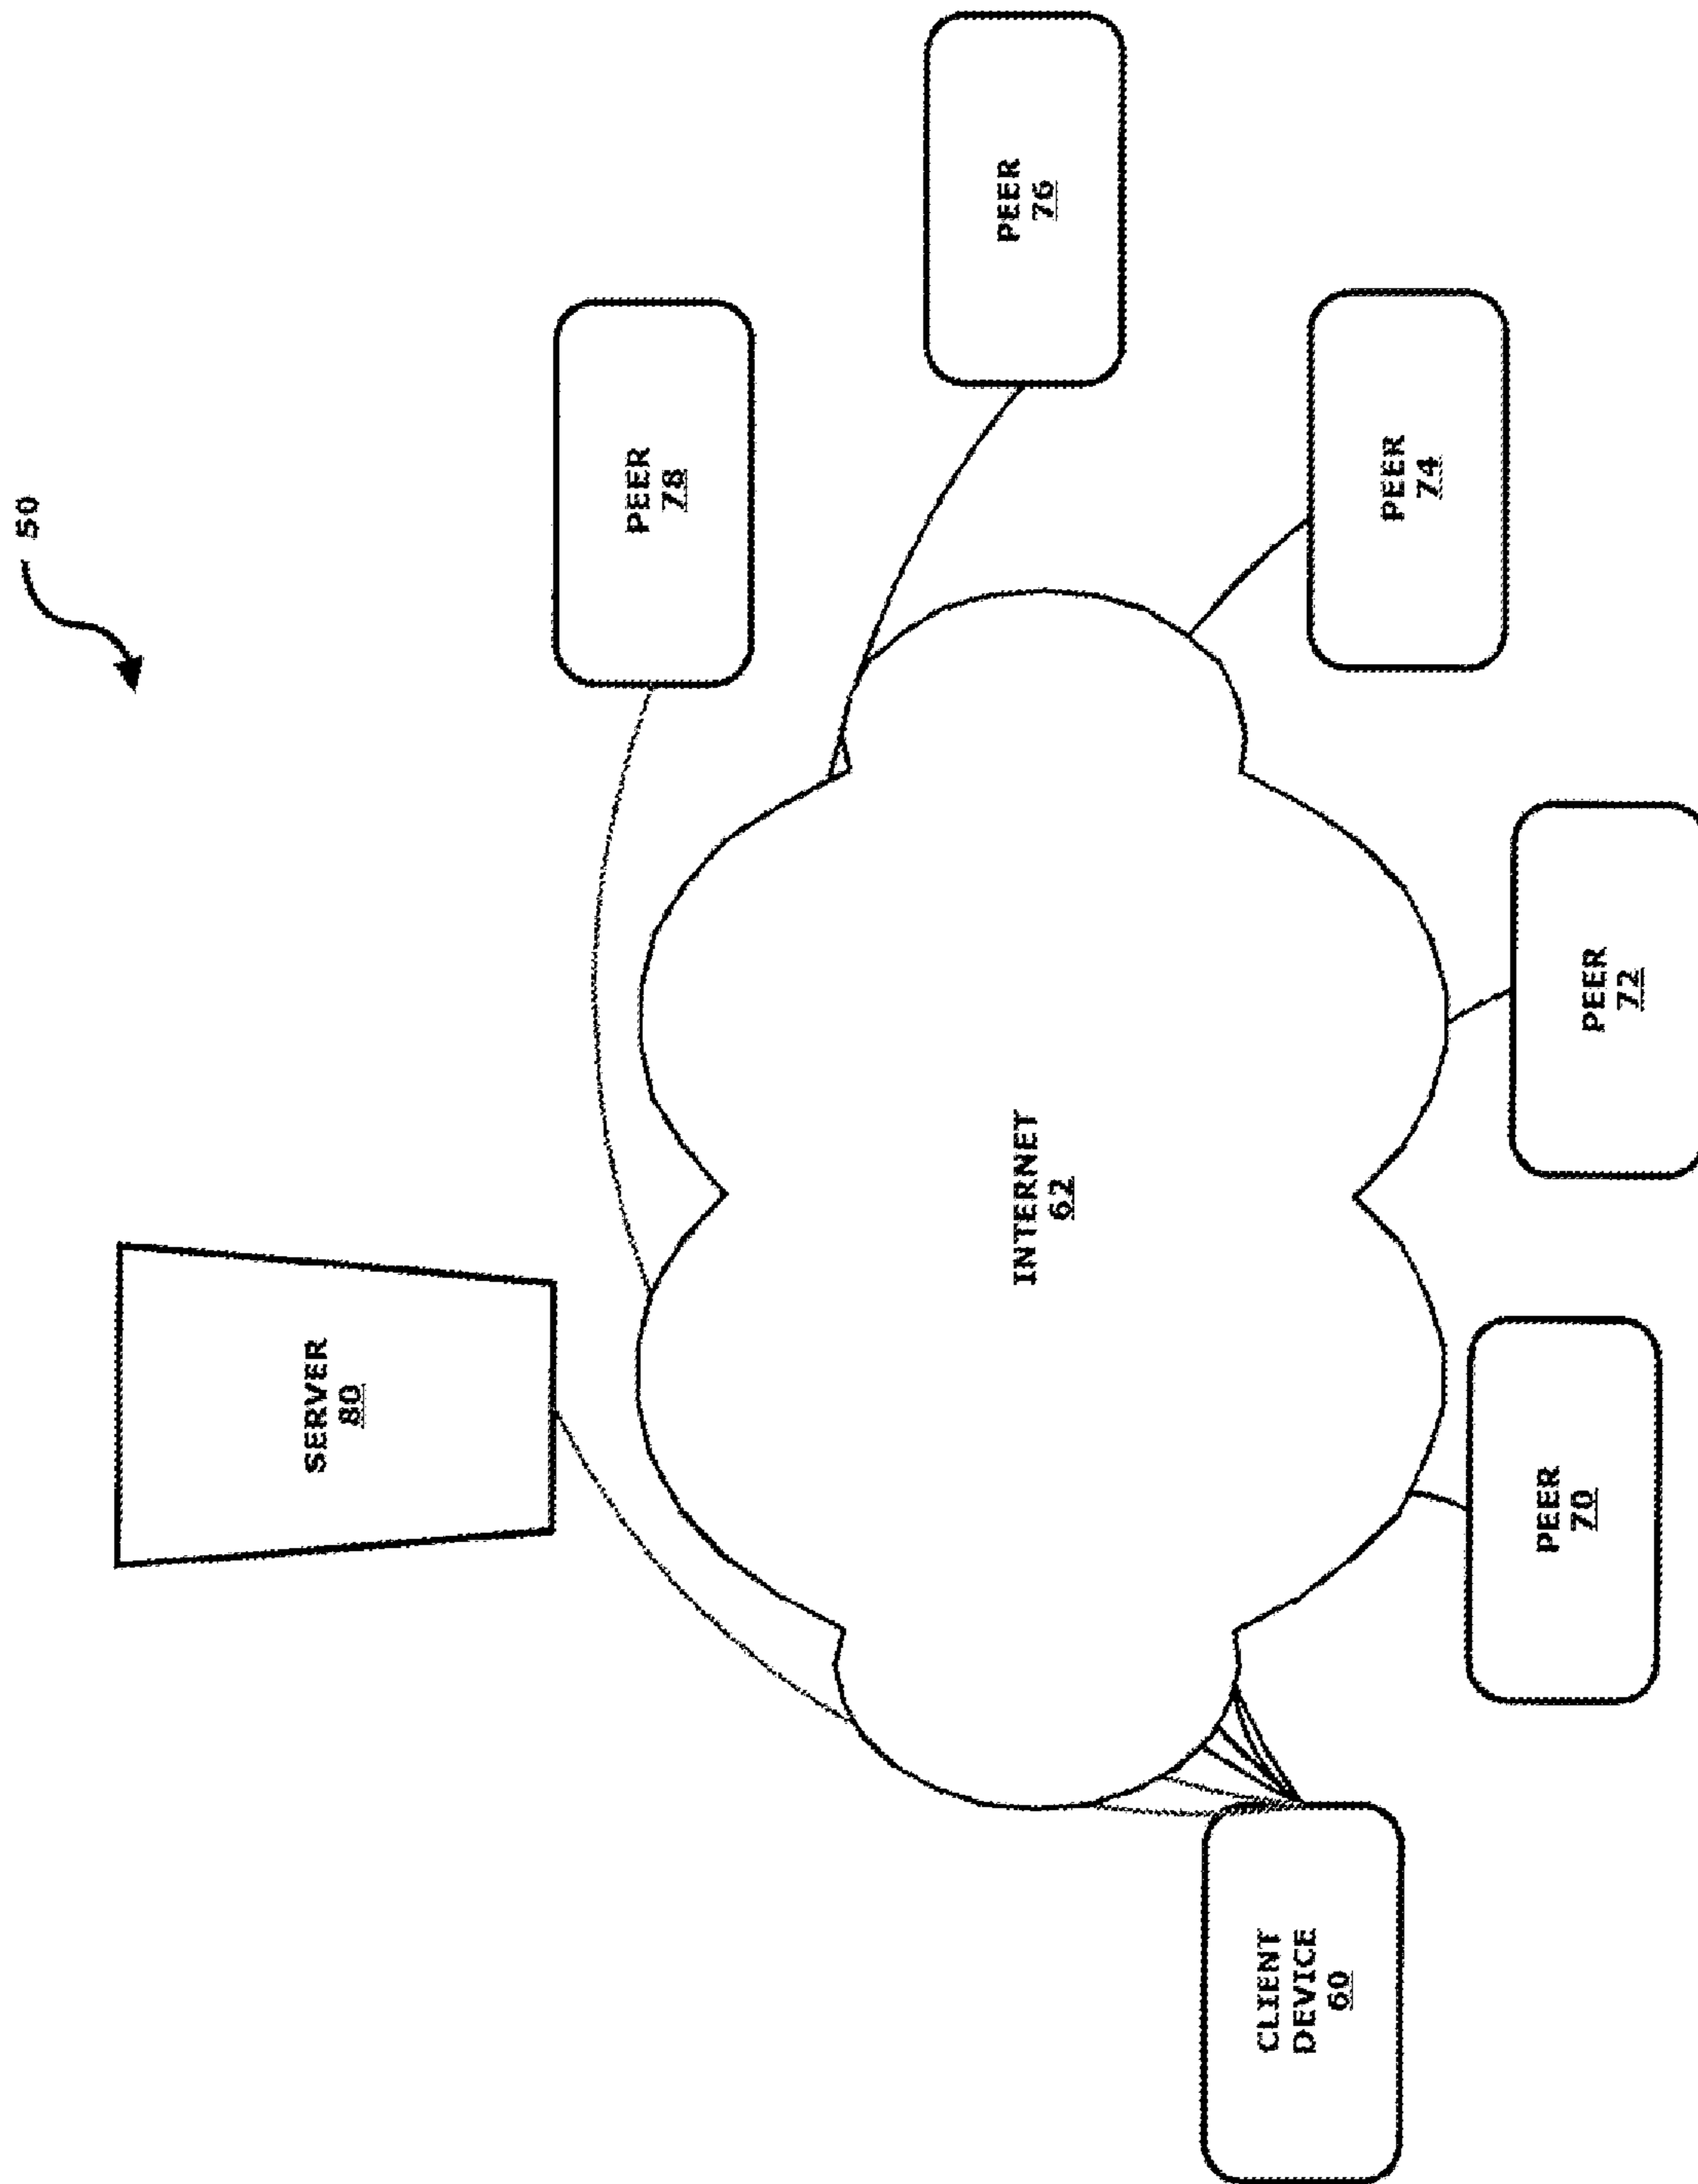 50
SERVER
80
PEER
78
PEER
76
INTERNET
62
PEER
74
CLIENT
DEVICE
60
PEER
70
PEER
72